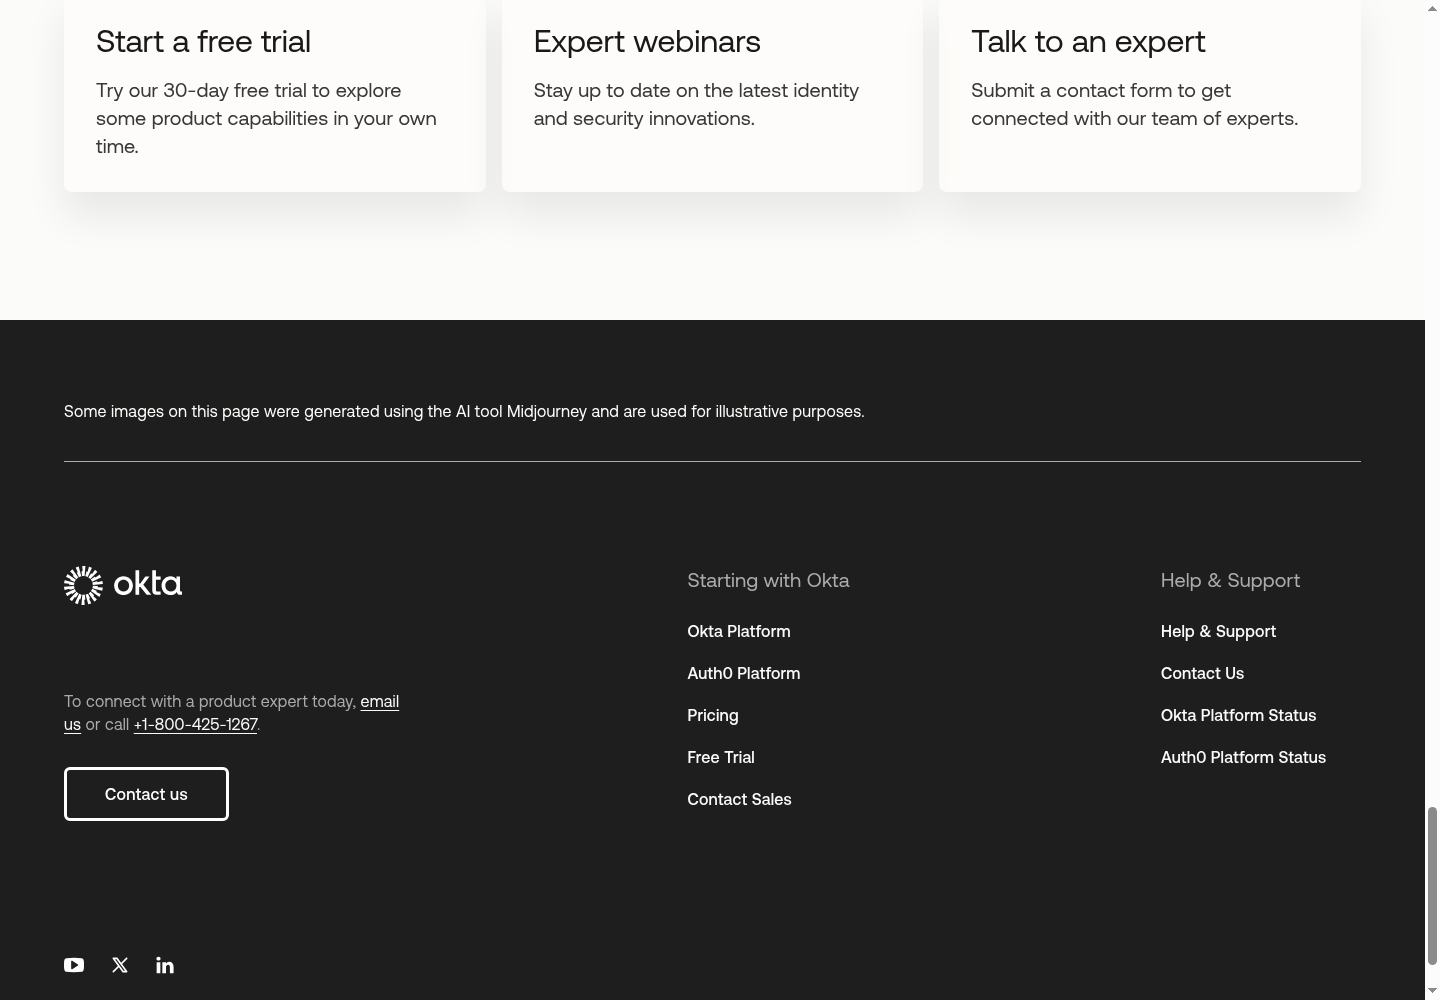 Start a free trial
Try our 30-day free trial to explore
some product capabilities in your own
time.
Expert webinars
Stay up to date on the latest identity
and security innovations.
Talk to an expert
Submit a contact form to get
connected with our team of experts.
Some images on this page were generated using the AI tool Midjourney and are used for illustrative purposes.
okta
To connect with a product expert today, email
us or call +1-800-425-1267.
Contact us
Starting with Okta
Okta Platform
Auth0 Platform
Pricing
Free Trial
Contact Sales
Help & Support
Help & Support
Contact Us
Okta Platform Status
Auth0 Platform Status